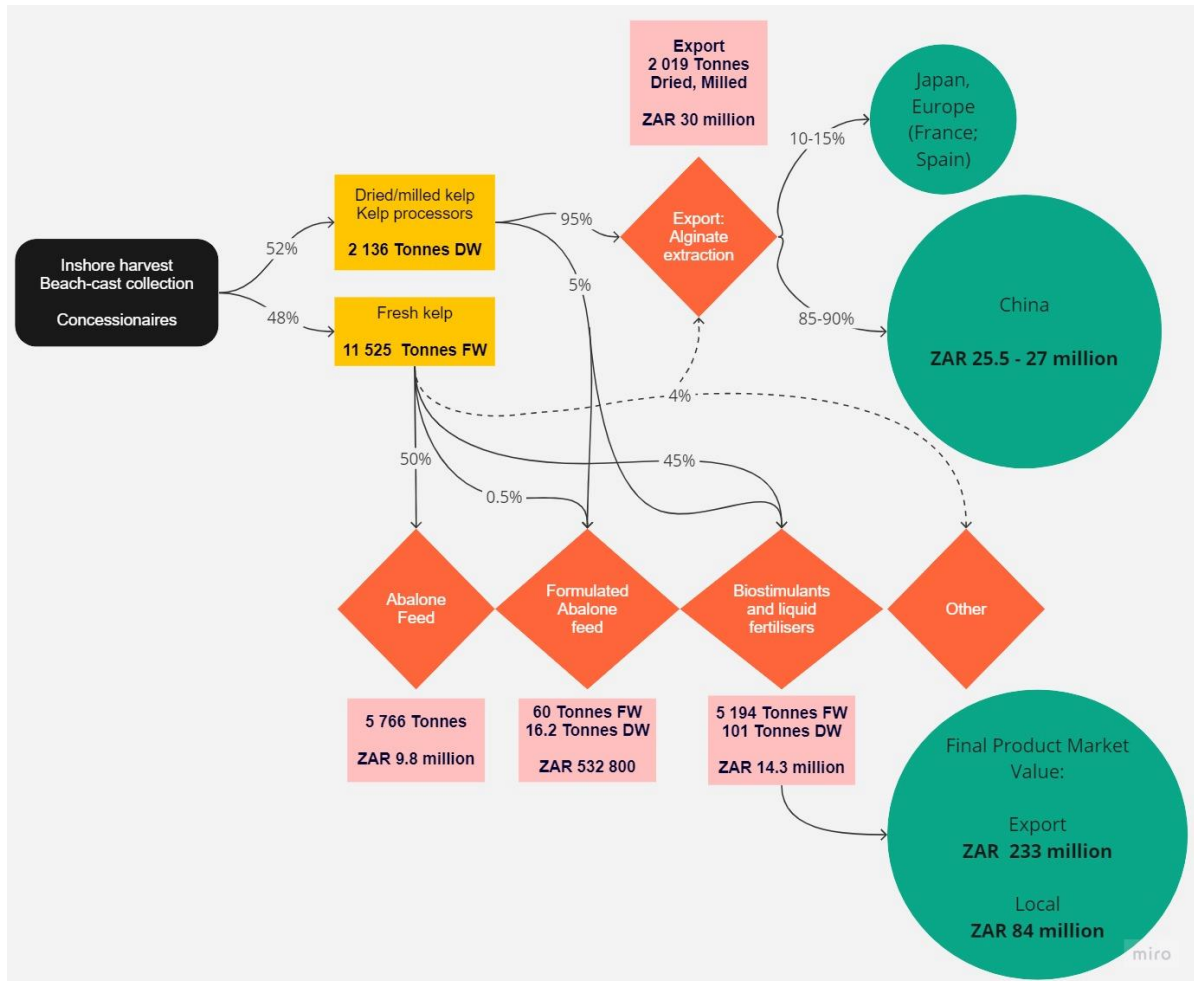 Inshore harvest
Beach-cast collection
Concessionaires
52%
48%
Dried/milled kelp
Kelp processors
2 136 Tonnes DW
Fresh kelp
11 525 Tonnes FW
95%
5%
Export
2 019 Tonnes
Dried, Milled
ZAR 30 million
Export:
Alginate
extraction
10-15%
85-90%
Japan,
Europe
(France;
Spain)
China
ZAR 25.5 - 27 million
4%
50%
0.5%
45%
Abalone
Feed
Formulated
Abalone
feed
Biostimulants
and liquid
fertilisers
Other
5 766 Tonnes
ZAR 9.8 million
60 Tonnes FW
16.2 Tonnes DW
ZAR 532 800
5 194 Tonnes FW
101 Tonnes DW
ZAR 14.3 million
Final Product Market
Value:
Export
ZAR 233 million
Local
ZAR 84 million
miro